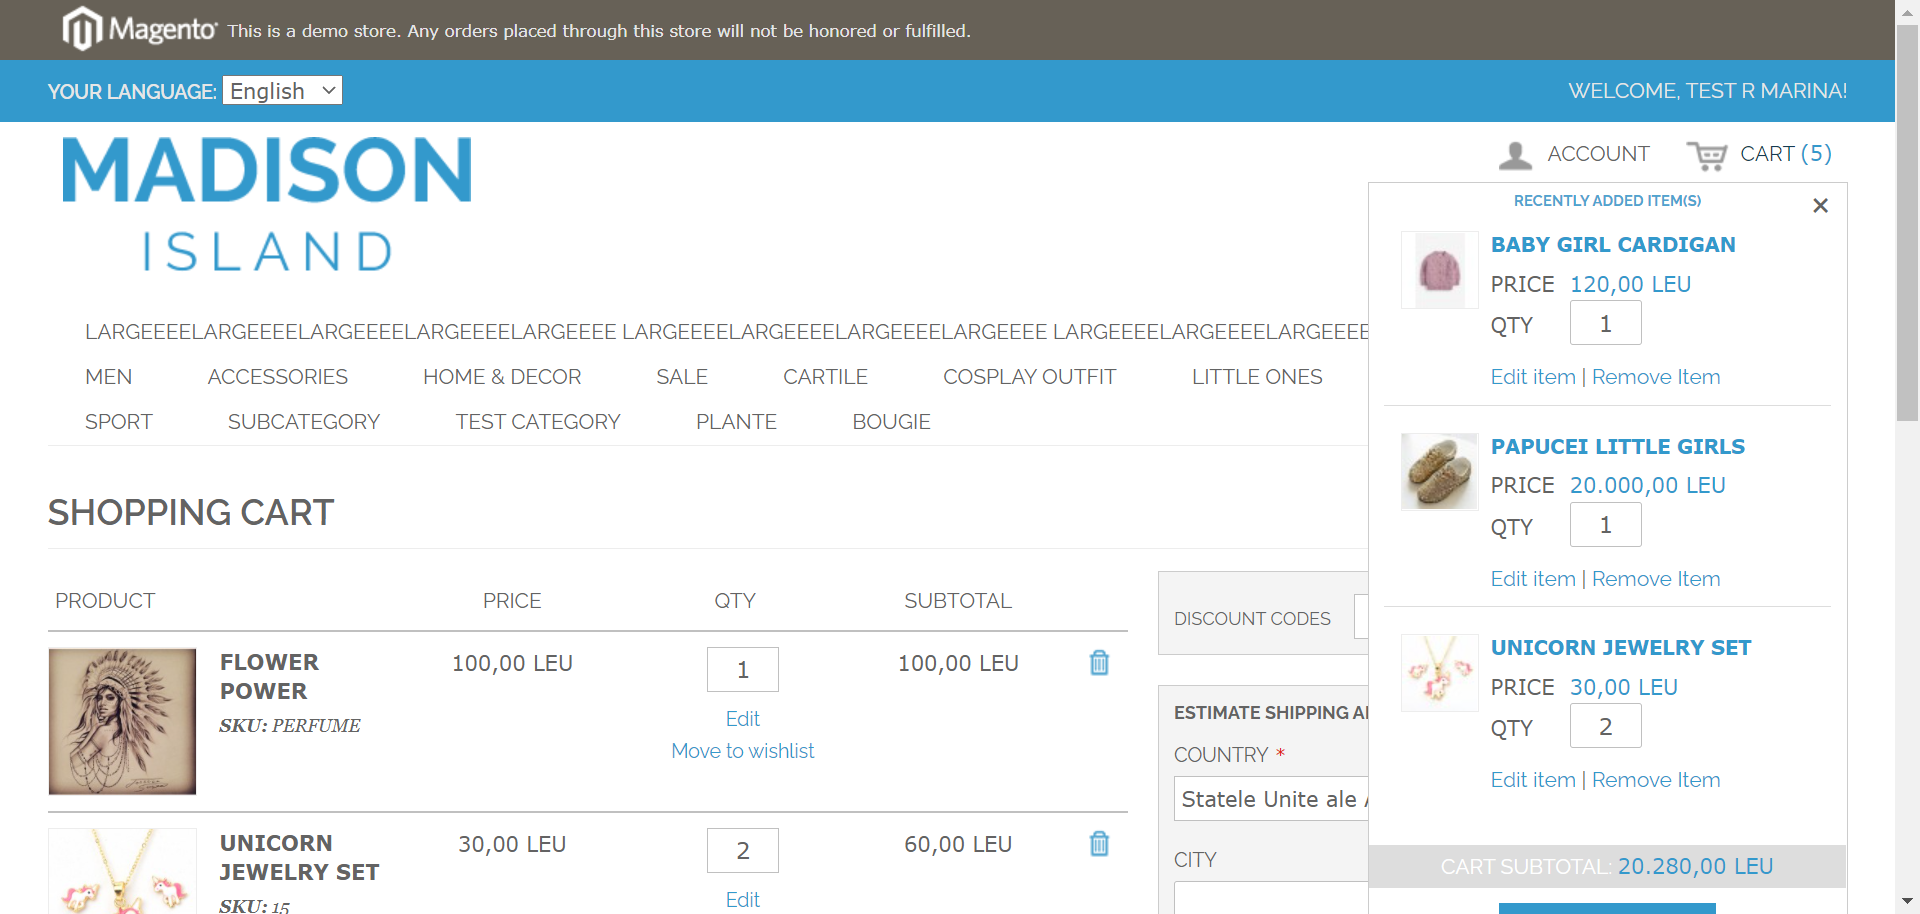 Magento® This is a demo store. Any orders placed through this store will not be honored or fulfilled.
YOUR LANGUAGE: English
WELCOME, TEST R MARINA!
MADISON
ISLAND
ACCOUNT
CART (5)
LARGEEEELARGEEEELARGEEEELARGEEEELARGEEEE LARGEEEELARGEEEELARGEEEELARGEEEE LARGEEEELARGEEEELARGEEEE
MEN ACCESSORIES HOME & DECOR SALE CARTILE COSPLAY OUTFIT LITTLE ONES
SPORT SUBCATEGORY TEST CATEGORY PLANTE BOUGIE
RECENTLY ADDED ITEM(S)
×
BABY GIRL CARDIGAN
PRICE 120,00 LEU
QTY 1
Edit item | Remove Item
PAPUCEI LITTLE GIRLS
PRICE 20.000,00 LEU
QTY 1
Edit item | Remove Item
UNICORN JEWELRY SET
PRICE 30,00 LEU
QTY 2
Edit item | Remove Item
CART SUBTOTAL: 20.280,00 LEU
SHOPPING CART
PRODUCT PRICE QTY SUBTOTAL
FLOWER POWER
SKU: PERFUME
100,00 LEU
1
Edit
Move to wishlist
100,00 LEU
UNICORN
JEWELRY SET
SKU: 15
30,00 LEU
2
Edit
60,00 LEU
DISCOUNT CODES
ESTIMATE SHIPPING
COUNTRY *
Statele Unite ale
CITY